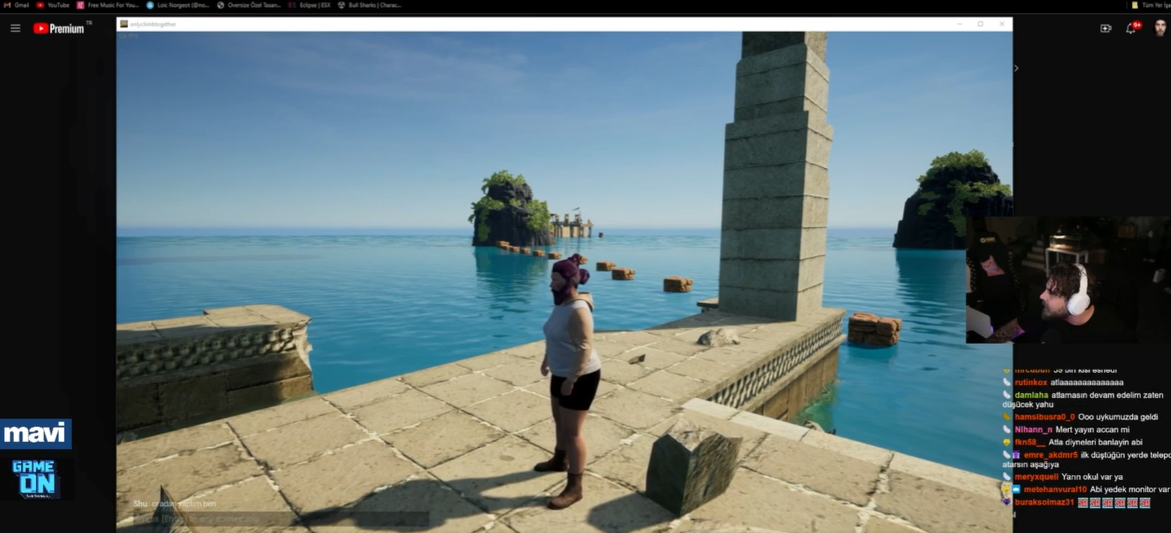 Gmail
YouTube
Free Music For You...
Loic Norgeot (@no...
Oversize Özel Tasarı...
Eclipse | ESX
Bull Sharks | Charac...
Premium TR
9+
mavi
GAME
ON
rutinkox atlaaaaaaaaaaaaaa
damlaha atlamasın devam edelim zaten
düşücek yahu
hamsibusra0_0 Ooo uykumuzda geldi
Nihann_n Mert yayın accan mi
fkn58__ Atla diyneleri banlayin abi
emre_akdmr5 ilk düştüğün yerde telepo
atarsın aşağıya
meryxqueli Yarın okul var ya
metehanvural10 Abi yedek monitor var
buraksolmaz31